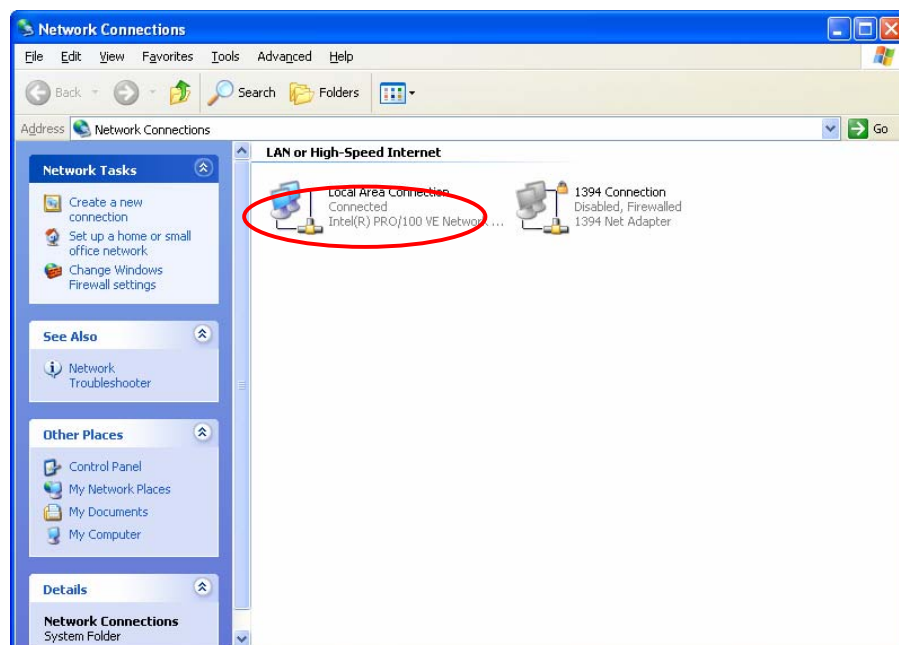 Network Connections
File Edit View Favorites Tools Advanced Help
Back Search Folders
Address Network Connections Go
Network Tasks
Create a new
connection
Set up a home or small
office network
Change Windows
Firewall settings
See Also
Network
Troubleshooter
Other Places
Control Panel
My Network Places
My Documents
My Computer
Details
Network Connections
System Folder
LAN or High-Speed Internet
Local Area Connection
Connected
Intel(R) PRO/100 VE Network ...
1394 Connection
Disabled, Firewalled
1394 Net Adapter